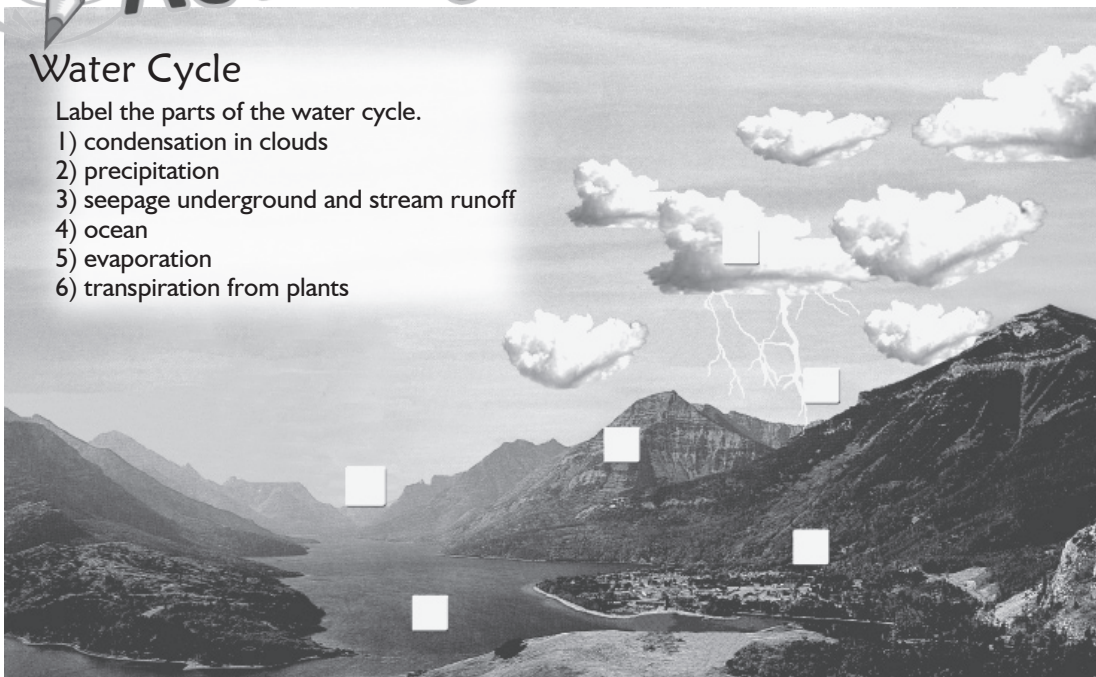 Water Cycle
Label the parts of the water cycle.
1) condensation in clouds
2) precipitation
3) seepage underground and stream runoff
4) ocean
5) evaporation
6) transpiration from plants